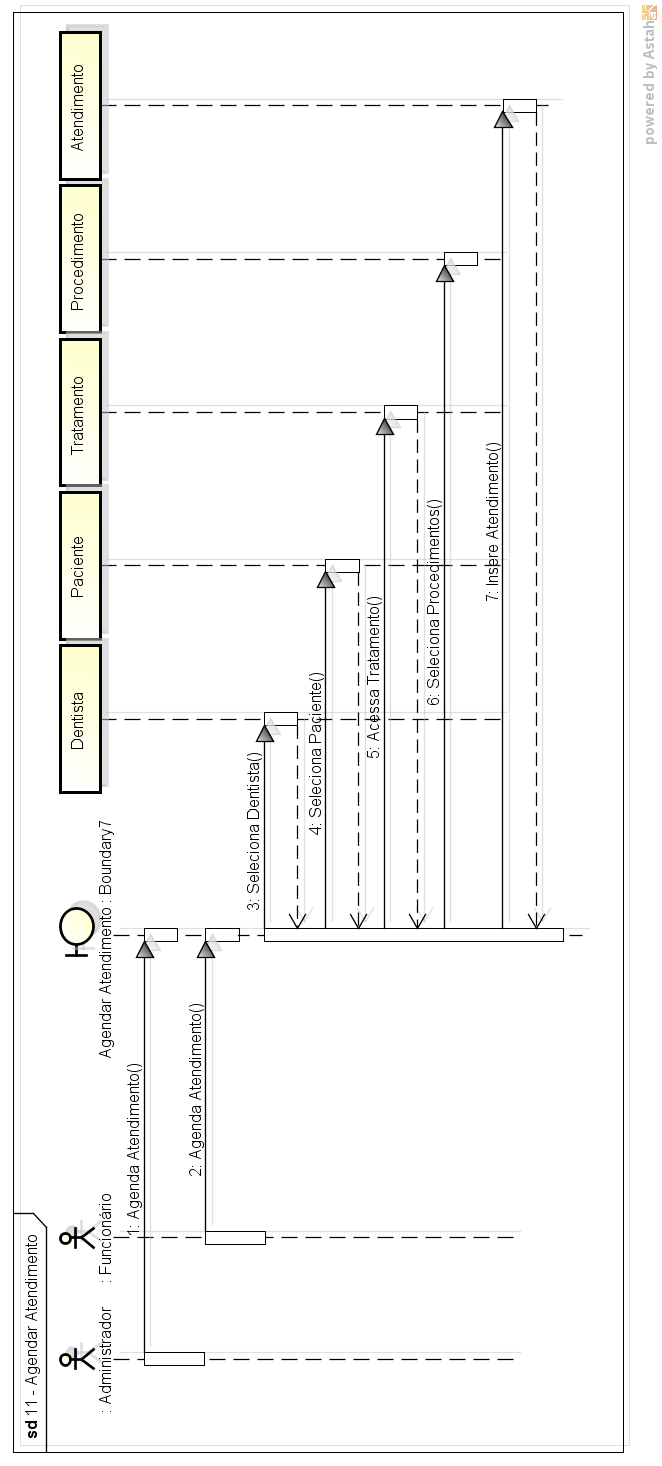 sd 11 - Agendar Atendimento
: Administrador
: Funcionário
Agendar Atendimento : Boundary7
Dentista
Paciente
Tratamento
Procedimento
Atendimento
1: Agenda Atendimento()
2: Agenda Atendimento()
3: Seleciona Dentista()
4: Seleciona Paciente()
5: Acessa Tratamento()
6: Seleciona Procedimentos()
7: Insere Atendimento()
powered by Astah